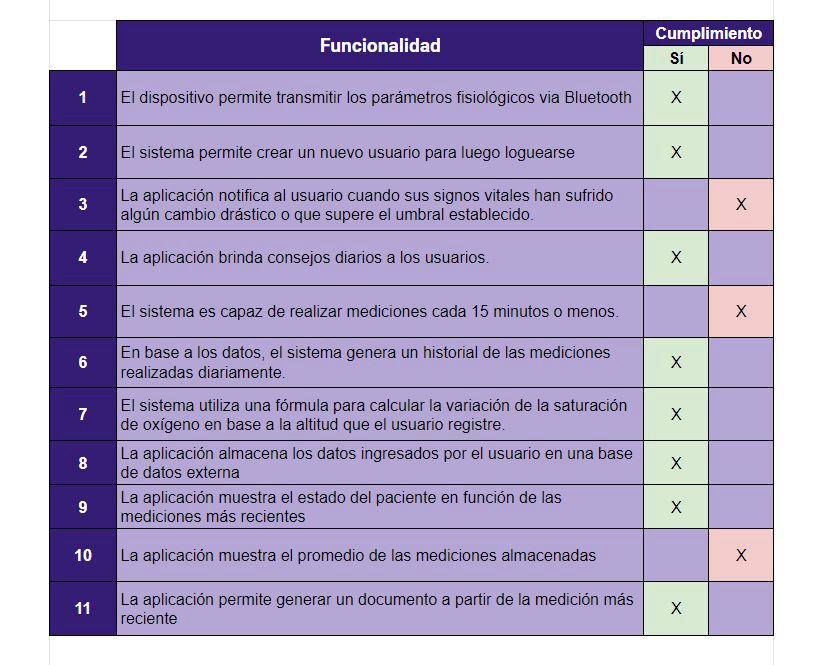 Funcionalidad
Cumplimiento
Sí No
1 El dispositivo permite transmitir los parámetros fisiológicos via Bluetooth X
2 El sistema permite crear un nuevo usuario para luego loguearse X
3 La aplicación notifica al usuario cuando sus signos vitales han sufrido
algún cambio drástico o que supere el umbral establecido. X
4 La aplicación brinda consejos diarios a los usuarios. X
5 El sistema es capaz de realizar mediciones cada 15 minutos o menos. X
6 En base a los datos, el sistema genera un historial de las mediciones
realizadas diariamente. X
7 El sistema utiliza una fórmula para calcular la variación de la saturación
de oxígeno en base a la altitud que el usuario registre. X
8 La aplicación almacena los datos ingresados por el usuario en una base
de datos externa X
9 La aplicación muestra el estado del paciente en función de las
mediciones más recientes X
10 La aplicación muestra el promedio de las mediciones almacenadas X
11 La aplicación permite generar un documento a partir de la medición más
reciente X